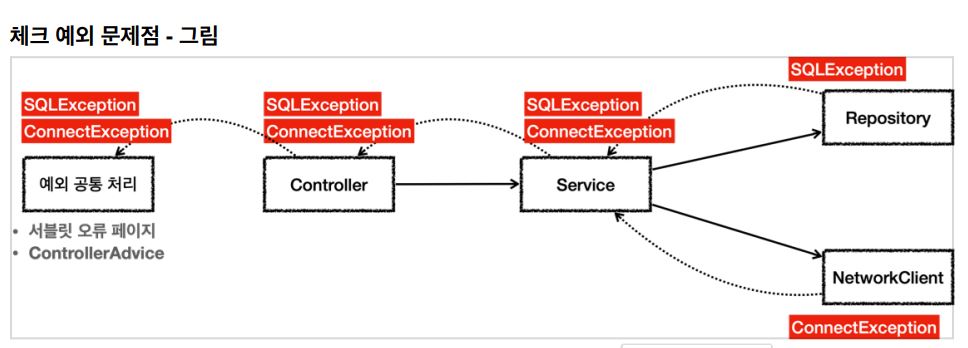 체크 예외 문제점 - 그림
SQLException
SQLException
SQLException
SQLException
ConnectException
ConnectException
ConnectException
Repository
예외 공통 처리
Controller
Service
• 서블릿 오류 페이지
• ControllerAdvice
NetworkClient
ConnectException